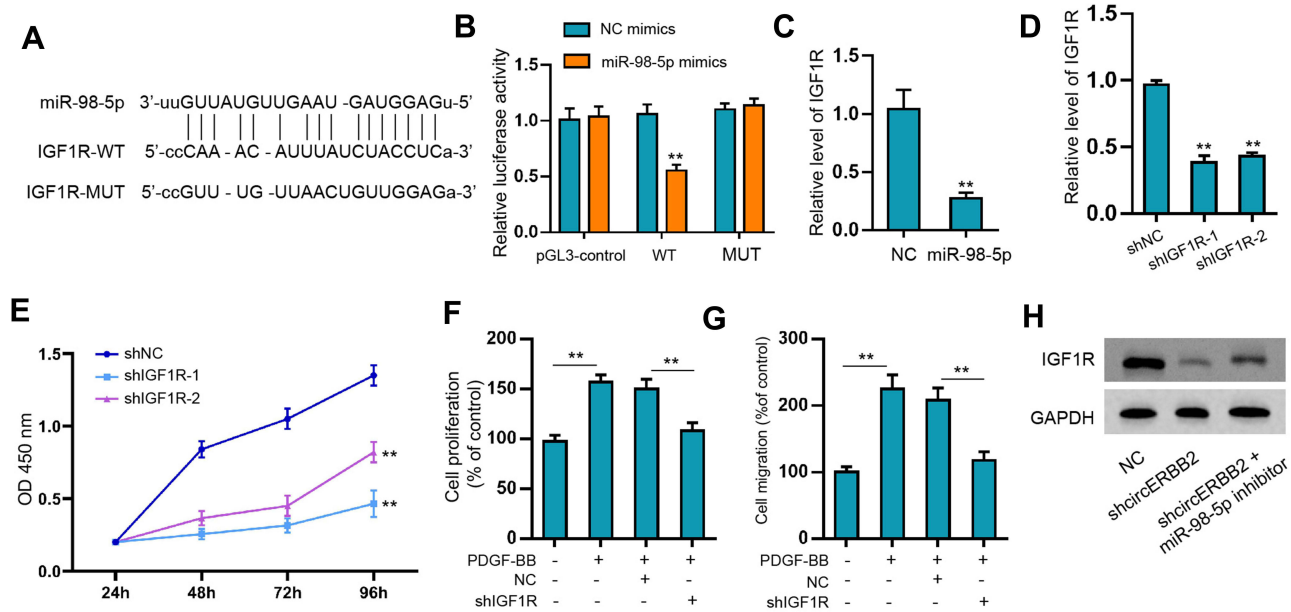 A
miR-98-5p 3'-uuGUUAUGUUGAAU -GAUGGAGu-5'
IGF1R-WT 5'-ccCAA - AC - AUUUAUCUACCUCa-3'
IGF1R-MUT 5'-ccGUU - UG -UUAACUGUUGGAGa-3'
B
NC mimics
miR-98-5p mimics
Relative luciferase activity
1.5
1.0
0.5
0.0
pGL3-control WT MUT
**
C
Relative level of IGF1R
1.5
1.0
0.5
0.0
**
NC miR-98-5p
D
Relative level of IGF1R
1.5
1.0
0.5
0.0
** **
shNC shIGF1R-1 shIGF1R-2
E
OD 450 nm
1.5
1.0
0.5
0.0
shNC
shIGF1R-1
shIGF1R-2
**
**
24h 48h 72h 96h
F
Cell proliferation
(% of control)
200
150
100
50
0
** **
PDGF-BB - + + +
NC - - + -
shIGF1R - - - +
G
Cell migration (%of control)
300
200
100
0
** **
PDGF-BB - + + +
NC - - + -
shIGF1R - - - +
H
IGF1R
GAPDH
NC
shcircERBB2
shcircERBB2 +
miR-98-5p inhibitor